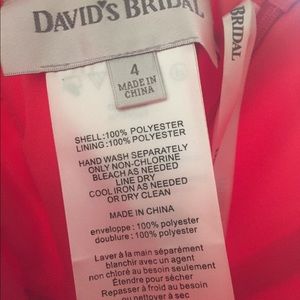 DAVID'S BRIDAL
BRIDAL
4
MADE IN
CHINA
SHELL:100% POLYESTER
LINING:100% POLYESTER
HAND WASH SEPARATELY
ONLY NON-CHLORINE
BLEACH AS NEEDED
LINE DRY
COOL IRON AS NEEDED
OR DRY CLEAN
MADE IN CHINA
enveloppe : 100% polyester
doublure : 100% polyester
Laver à la main séparément
blanchir avec un agent
non chloré au besoin seulement
Étendre pour sécher
Repasser à froid au besoin
ou nettoyer à sec